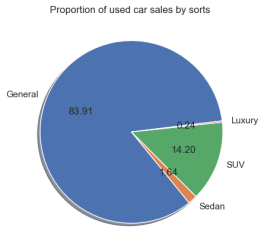 Proportion of used car sales by sorts
General
83.91
0.24
Luxury
14.20
SUV
1.64
Sedan